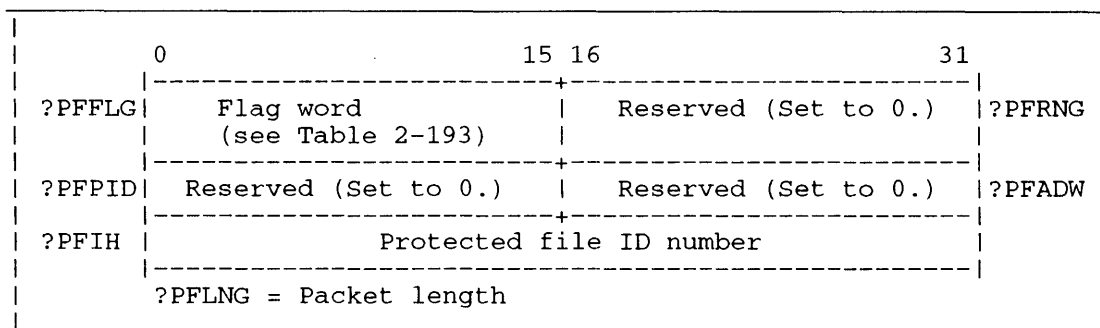 0 15 16 31
?PFFLG Flag word Reserved (Set to 0.) ?PFRNG
(see Table 2-193)
?PFPID Reserved (Set to 0.) Reserved (Set to 0.) ?PFADW
?PFIH Protected file ID number
?PFLNG = Packet length